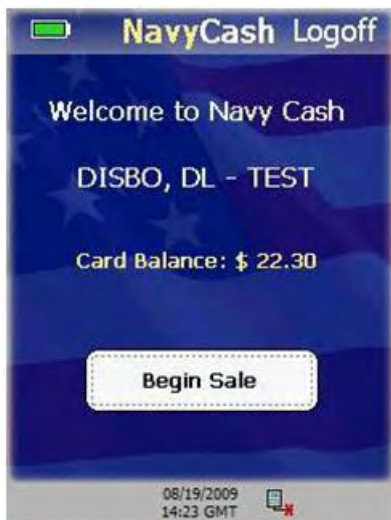 NavyCash Logoff
Welcome to Navy Cash
DISBO, DL - TEST
Card Balance: $ 22.30
Begin Sale
08/19/2009
14:23 GMT